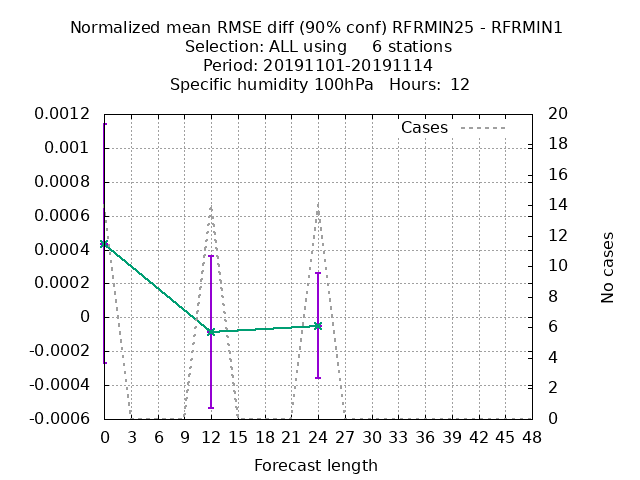 Normalized mean RMSE diff (90% conf) RFRMIN25 - RFRMIN1
Selection: ALL using     6 stations
Period: 20191101-20191114
Specific humidity 100hPa   Hours:  12
0.0012
0.001
0.0008
0.0006
0.0004
0.0002
0
-0.0002
-0.0004
-0.0006
Cases
20
18
16
14
12
10
8
6
4
2
0
No cases
0 3 6 9 12 15 18 21 24 27 30 33 36 39 42 45 48
Forecast length